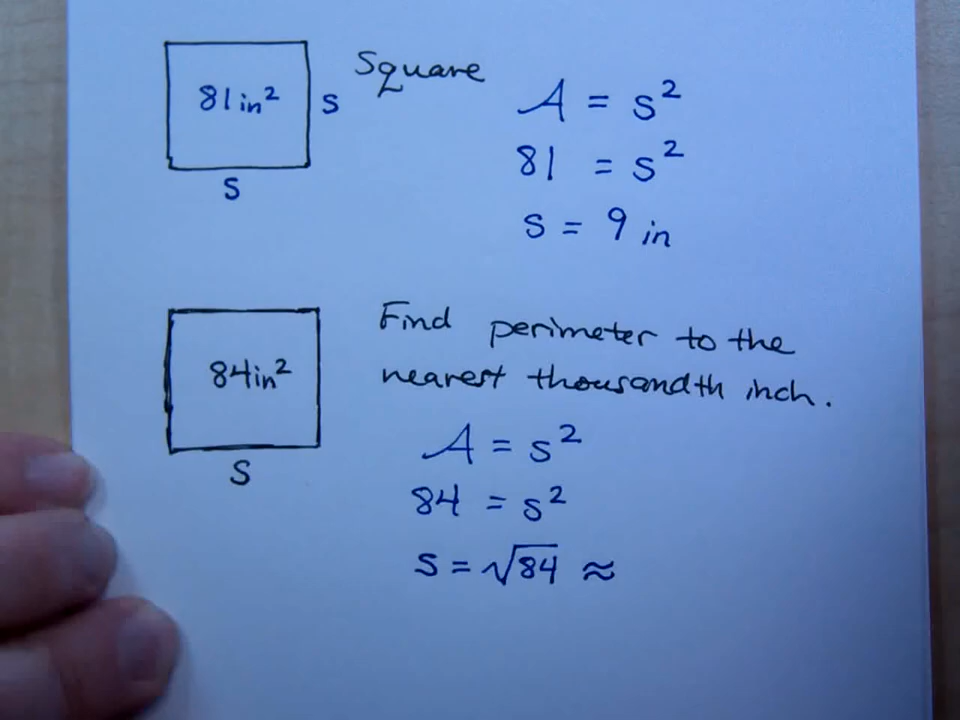 81 in²
s
s
Square
A = s²
81 = s²
s = 9 in
84 in²
s
Find perimeter to the
nearest thousandth inch.
A = s²
84 = s²
s = √84 ≈